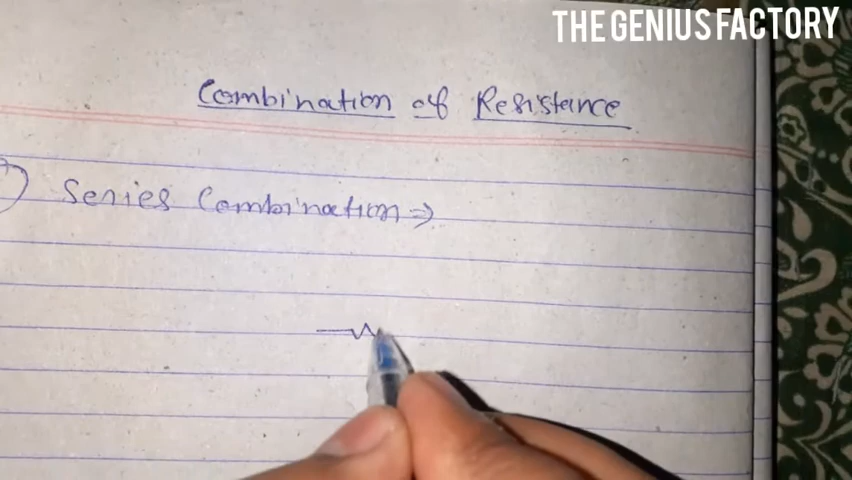 THE GENIUS FACTORY
Combination of Resistance
Series Combination ⇒